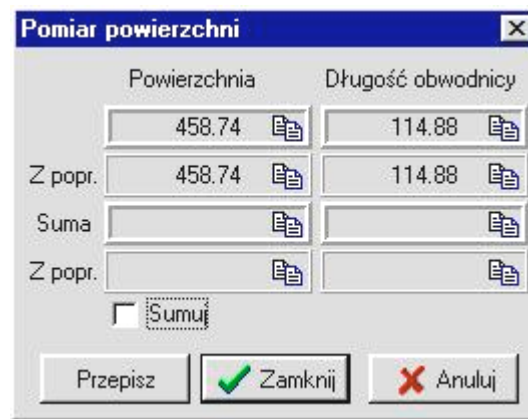 Pomiar powierzchni
Powierzchnia Długość obwodnicy
458.74 114.88
Z popr. 458.74 114.88
Suma
Z popr.
Sumuj
Przepisz Zamknij Anuluj